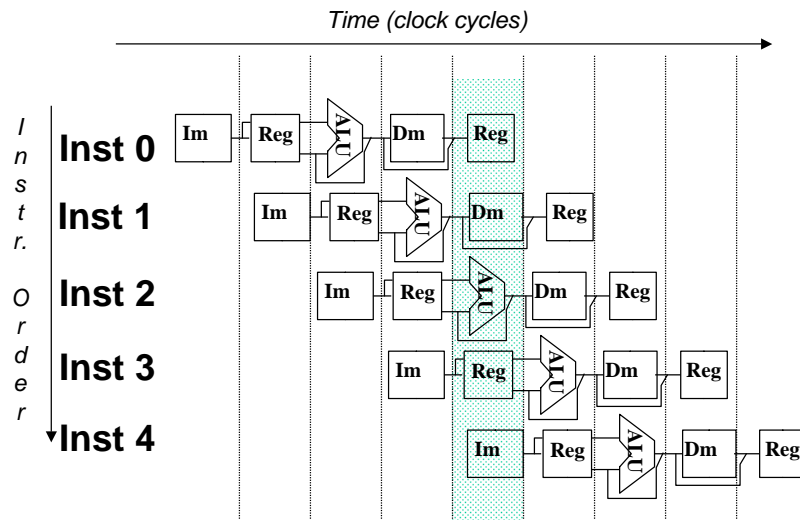 Time (clock cycles)
Instr. Order
Inst 0
Im
Reg
ALU
Dm
Reg
Inst 1
Im
Reg
ALU
Dm
Reg
Inst 2
Im
Reg
ALU
Dm
Reg
Inst 3
Im
Reg
ALU
Dm
Reg
Inst 4
Im
Reg
ALU
Dm
Reg